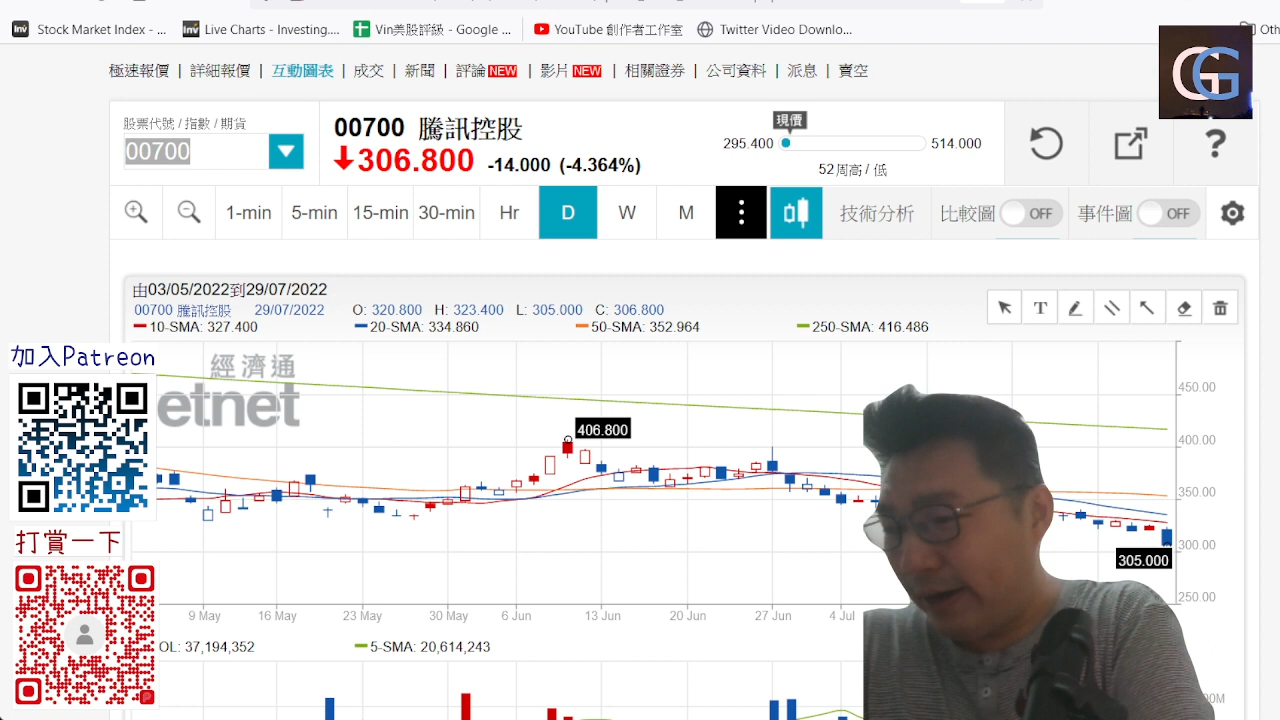 Stock Market Index - ...
Live Charts - Investing....
Vin美股評級 - Google ...
YouTube 創作者工作室
Twitter Video Downlo...
Oth
GG
極速報價 | 詳細報價 | 互動圖表 | 成交 | 新聞 | 評論 NEW | 影片 NEW | 相關證券 | 公司資料 | 派息 | 賣空
股票代號 / 指數 / 期貨
00700
00700 騰訊控股
306.800 -14.000 (-4.364%)
現價
295.400 514.000
52周高 / 低
?
1-min 5-min 15-min 30-min Hr D W M 技術分析 比較圖 OFF 事件圖 OFF
由03/05/2022到29/07/2022
00700 騰訊控股 29/07/2022 O: 320.800 H: 323.400 L: 305.000 C: 306.800
10-SMA: 327.400 20-SMA: 334.860 50-SMA: 352.964 250-SMA: 416.486
T
加入Patreon
經濟通
etnet
450.00
406.800
400.00
350.00
300.00
305.000
250.00
打賞一下
9 May 16 May 23 May 30 May 6 Jun 13 Jun 20 Jun 27 Jun 4 Jul
OL: 37,194,352 5-SMA: 20,614,243